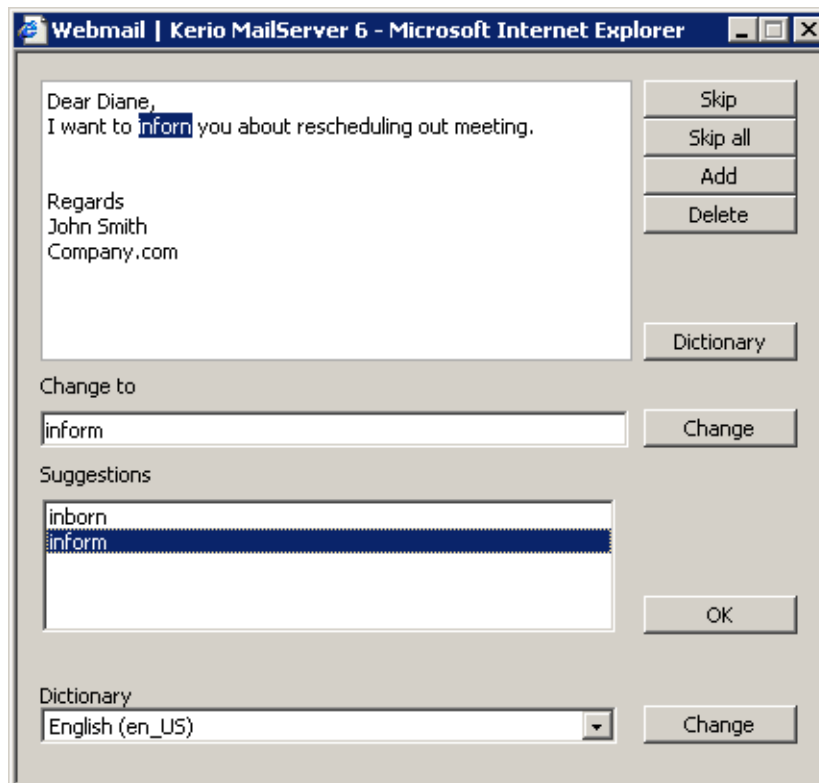 Webmail | Kerio MailServer 6 - Microsoft Internet Explorer
Dear Diane,
I want to inforn you about rescheduling out meeting.
Regards
John Smith
Company.com
Skip
Skip all
Add
Delete
Dictionary
Change to
inform
Change
Suggestions
inborn
inform
OK
Dictionary
English (en_US)
Change